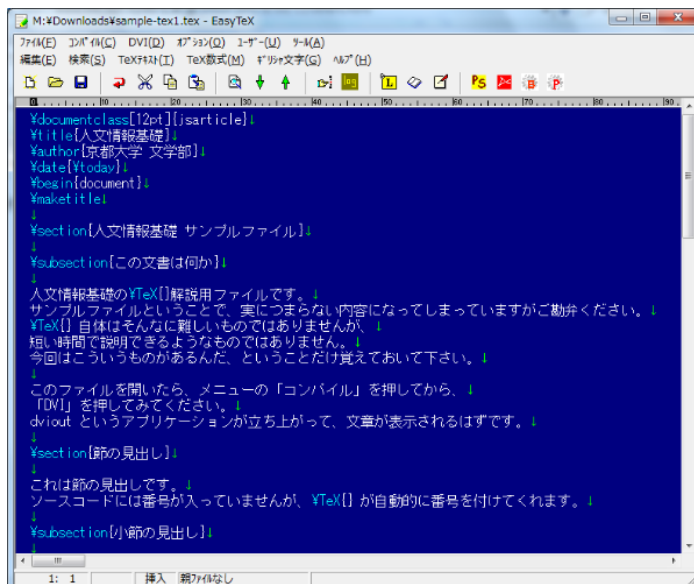 M:¥Downloads¥sample-tex1.tex - EasyTeX
ファイル(F) コンパイル(C) DVI(D) オプション(O) ユーザー(U) ツール(A)
編集(E) 検索(S) TeXテキスト(I) TeX数式(M) ギリシャ文字(G) ヘルプ(H)
PS
0 10 20 30 40 50 60 70 80 90
¥documentclass[12pt]{jsarticle}↓
¥title{人文情報基礎}↓
¥author{京都大学 文学部}↓
¥date{¥today}↓
¥begin{document}↓
¥maketitle↓
↓
¥section{人文情報基礎 サンプルファイル}↓
↓
¥subsection{この文書は何か}↓
↓
人文情報基礎の¥TeX{}解説用ファイルです。↓
サンプルファイルということで、実につまらない内容になってしまっていますがご勘弁ください。↓
¥TeX{} 自体はそんなに難しいものではありませんが、↓
短い時間で説明できるようなものではありません。↓
今回はこういうものがあるんだ、ということだけ覚えておいて下さい。↓
↓
このファイルを開いたら、メニューの「コンパイル」を押してから、↓
「DVI」を押してみてください。↓
dviout というアプリケーションが立ち上がって、文章が表示されるはずです。↓
↓
¥section{節の見出し}↓
↓
これは節の見出しです。↓
ソースコードには番号が入っていませんが、¥TeX{} が自動的に番号を付けてくれます。↓
↓
¥subsection{小節の見出し}↓
↓
1: 1 挿入 親ファイルなし